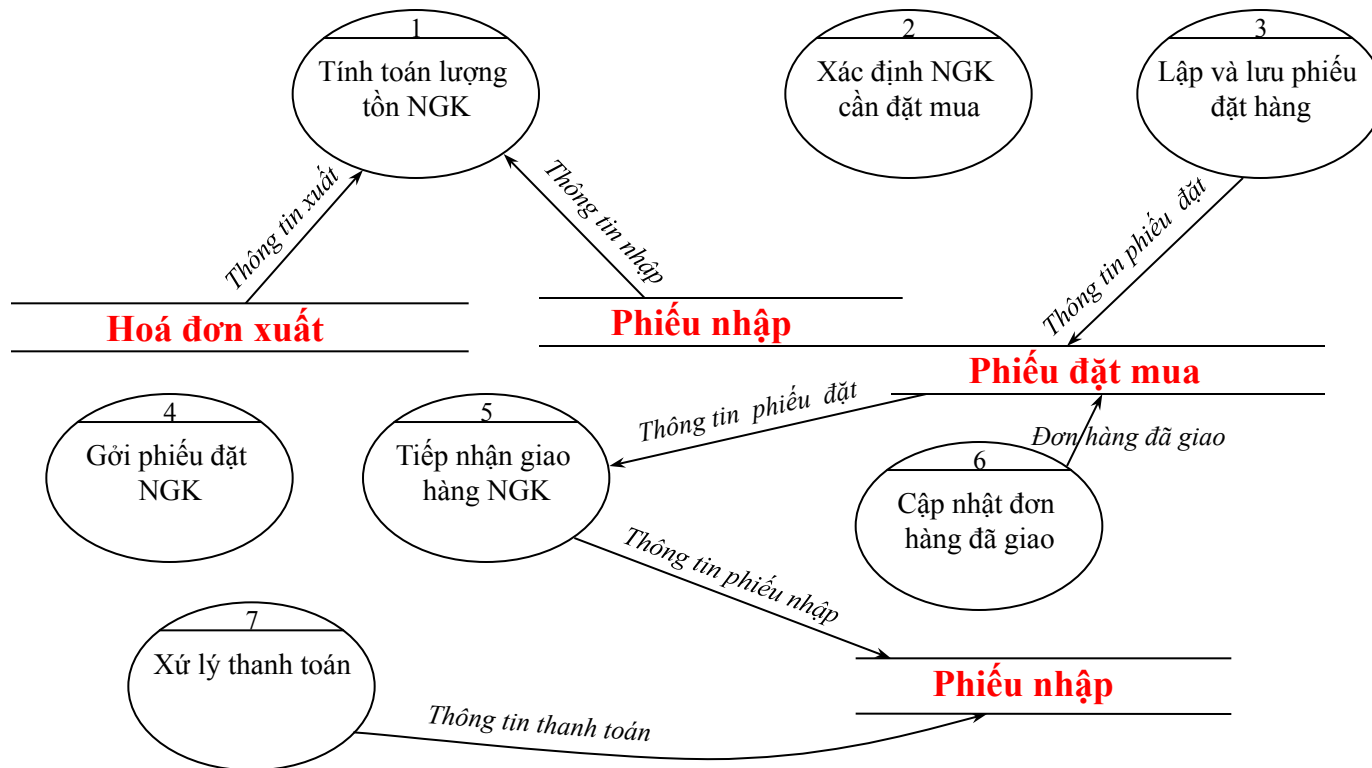 1
Tính toán lượng
tồn NGK
2
Xác định NGK
cần đặt mua
3
Lập và lưu phiếu
đặt hàng
Thông tin xuất
Thông tin nhập
Thông tin phiếu đặt
Hoá đơn xuất
Phiếu nhập
Phiếu đặt mua
4
Gởi phiếu đặt
NGK
5
Tiếp nhận giao
hàng NGK
Thông tin phiếu đặt
Đơn hàng đã giao
6
Cập nhật đơn
hàng đã giao
Thông tin phiếu nhập
7
Xử lý thanh toán
Phiếu nhập
Thông tin thanh toán